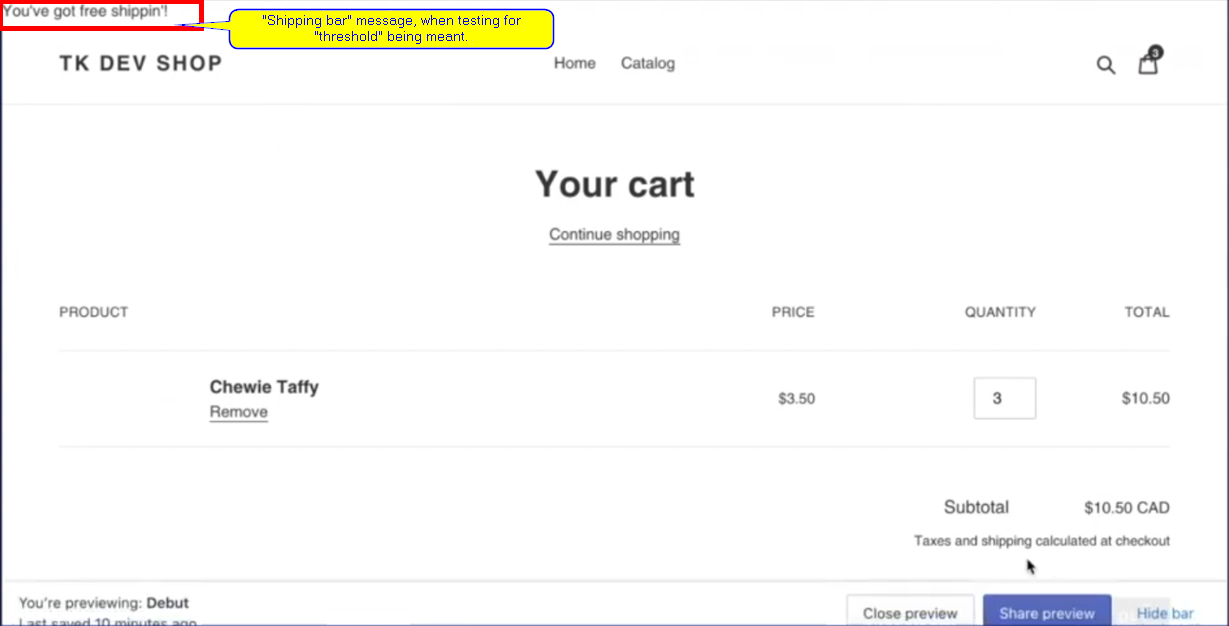 You've got free shippin'!
"Shipping bar" message, when testing for
"threshold" being meant.
TK DEV SHOP
Home
Catalog
3
Your cart
Continue shopping
PRODUCT
PRICE
QUANTITY
TOTAL
Chewie Taffy
Remove
$3.50
3
$10.50
Subtotal
$10.50 CAD
Taxes and shipping calculated at checkout
You're previewing: Debut
Last saved 10 minutes ago
Close preview
Share preview
Hide bar